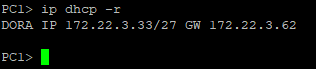 PC1> ip dhcp -r
DORA IP 172.22.3.33/27 GW 172.22.3.62
PC1>